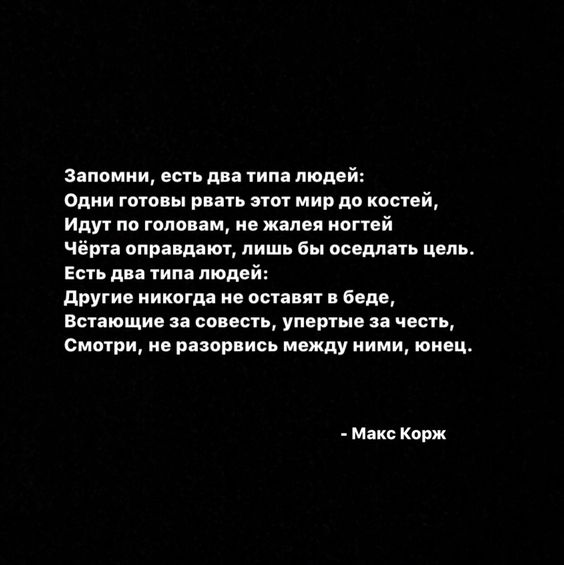 Запомни, есть два типа людей:
Одни готовы рвать этот мир до костей,
Идут по головам, не жалея ногтей
Чёрта оправдают, лишь бы оседлать цель.
Есть два типа людей:
Другие никогда не оставят в беде,
Встающие за совесть, упертые за честь,
Смотри, не разорвись между ними, юнец.
- Макс Корж